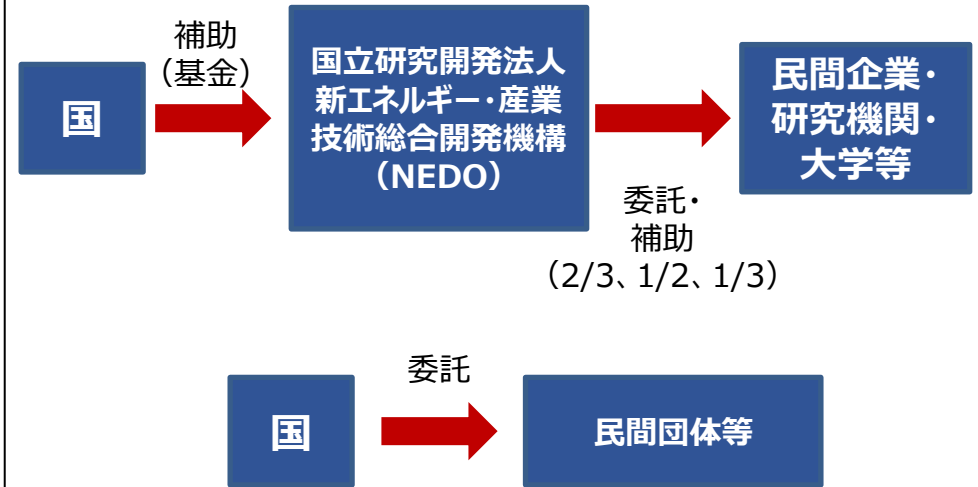 補助
（基金）
国
国立研究開発法人
新エネルギー・産業
技術総合開発機構
（NEDO）
民間企業・
研究機関・
大学等
委託・
補助
（2/3、1/2、1/3）
委託
国
民間団体等